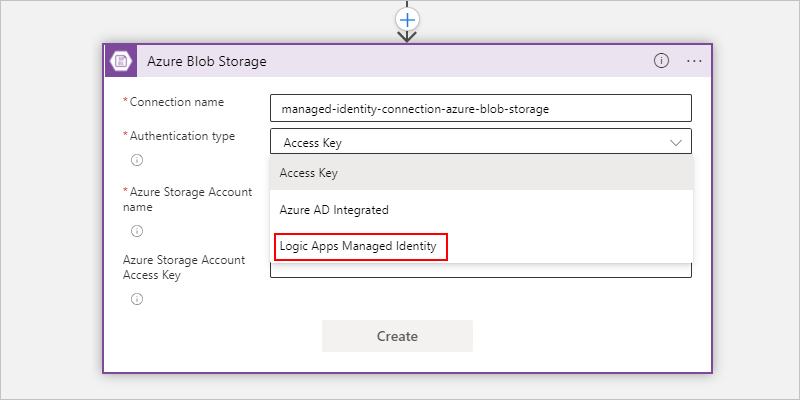 Azure Blob Storage
*Connection name
managed-identity-connection-azure-blob-storage
*Authentication type
Access Key
Access Key
*Azure Storage Account
name
Azure AD Integrated
Logic Apps Managed Identity
Azure Storage Account
Access Key
Create